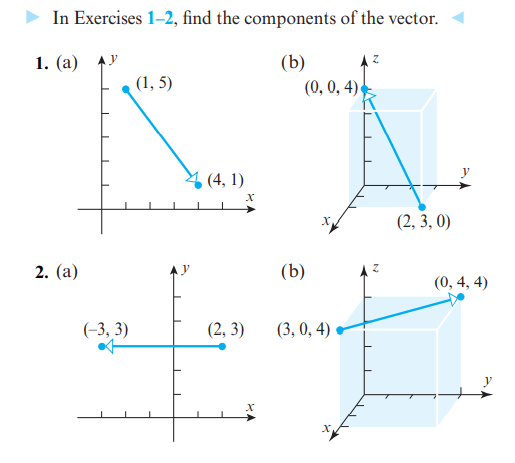 In Exercises 1–2, find the components of the vector.
1. (a)
y
(1, 5)
(4, 1)
x
(b)
z
(0, 0, 4)
y
x
(2, 3, 0)
2. (a)
y
(–3, 3)
(2, 3)
x
(b)
z
(0, 4, 4)
(3, 0, 4)
y
x